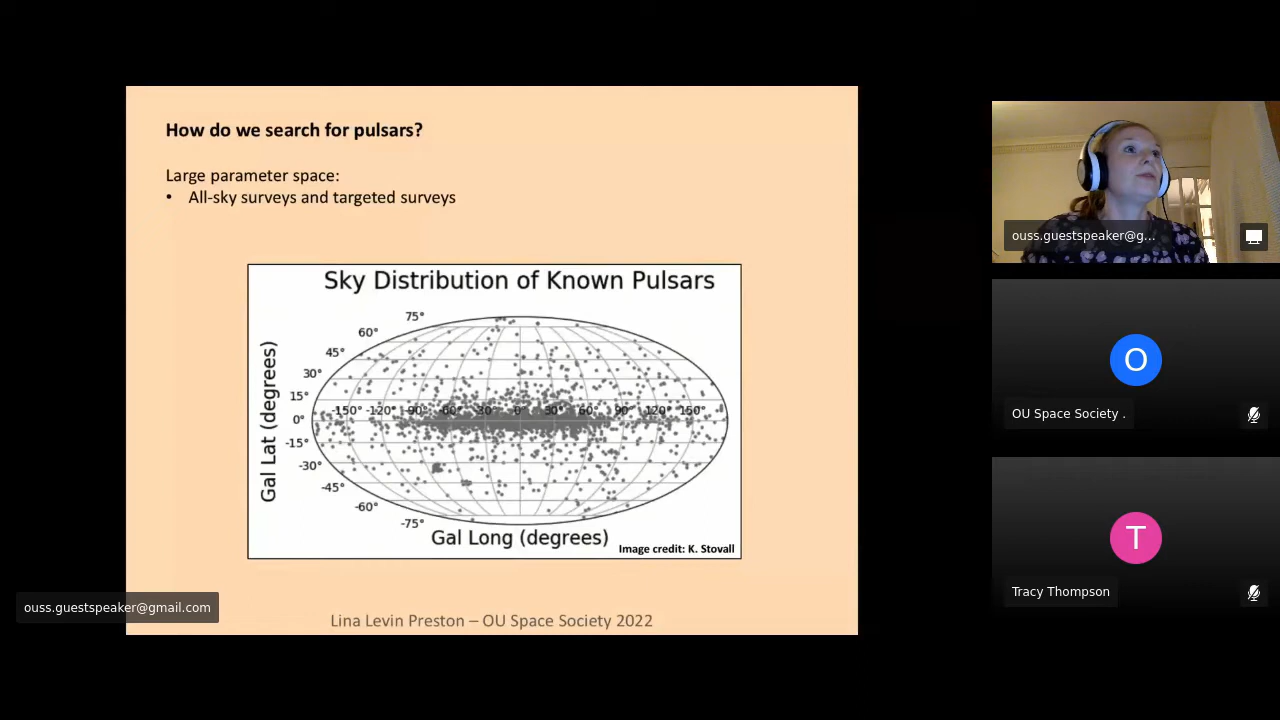 How do we search for pulsars?
Large parameter space:
• All-sky surveys and targeted surveys
Sky Distribution of Known Pulsars
75°
60°
45°
30°
15°
0°
-15°
-30°
-45°
-60°
-75°
-150° -120° -90° -60° -30° 0° 30° 60° 90° 120° 150°
Gal Lat (degrees)
Gal Long (degrees)
Image credit: K. Stovall
Lina Levin Preston – OU Space Society 2022
ouss.guestspeaker@gmail.com
ouss.guestspeaker@g...
O
OU Space Society .
T
Tracy Thompson